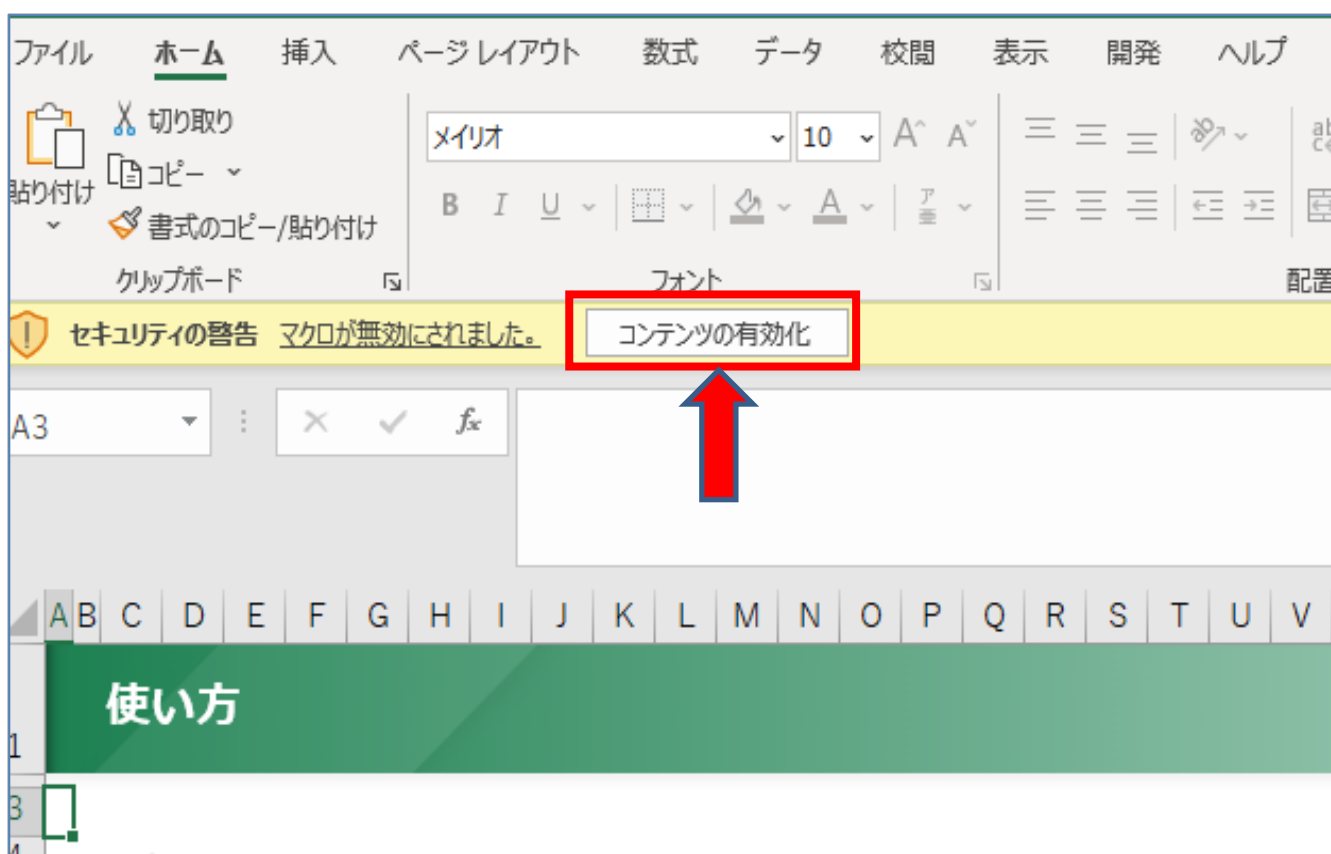 ファイル ホーム 挿入 ページ レイアウト 数式 データ 校閲 表示 開発 ヘルプ
切り取り
メイリオ 10 A A
コピー
貼り付け
B I U A ア亜
書式のコピー/貼り付け
クリップボード フォント 配置
セキュリティの警告 マクロが無効にされました。 コンテンツの有効化
A3 fx
A B C D E F G H I J K L M N O P Q R S T U V
使い方
1
3
4